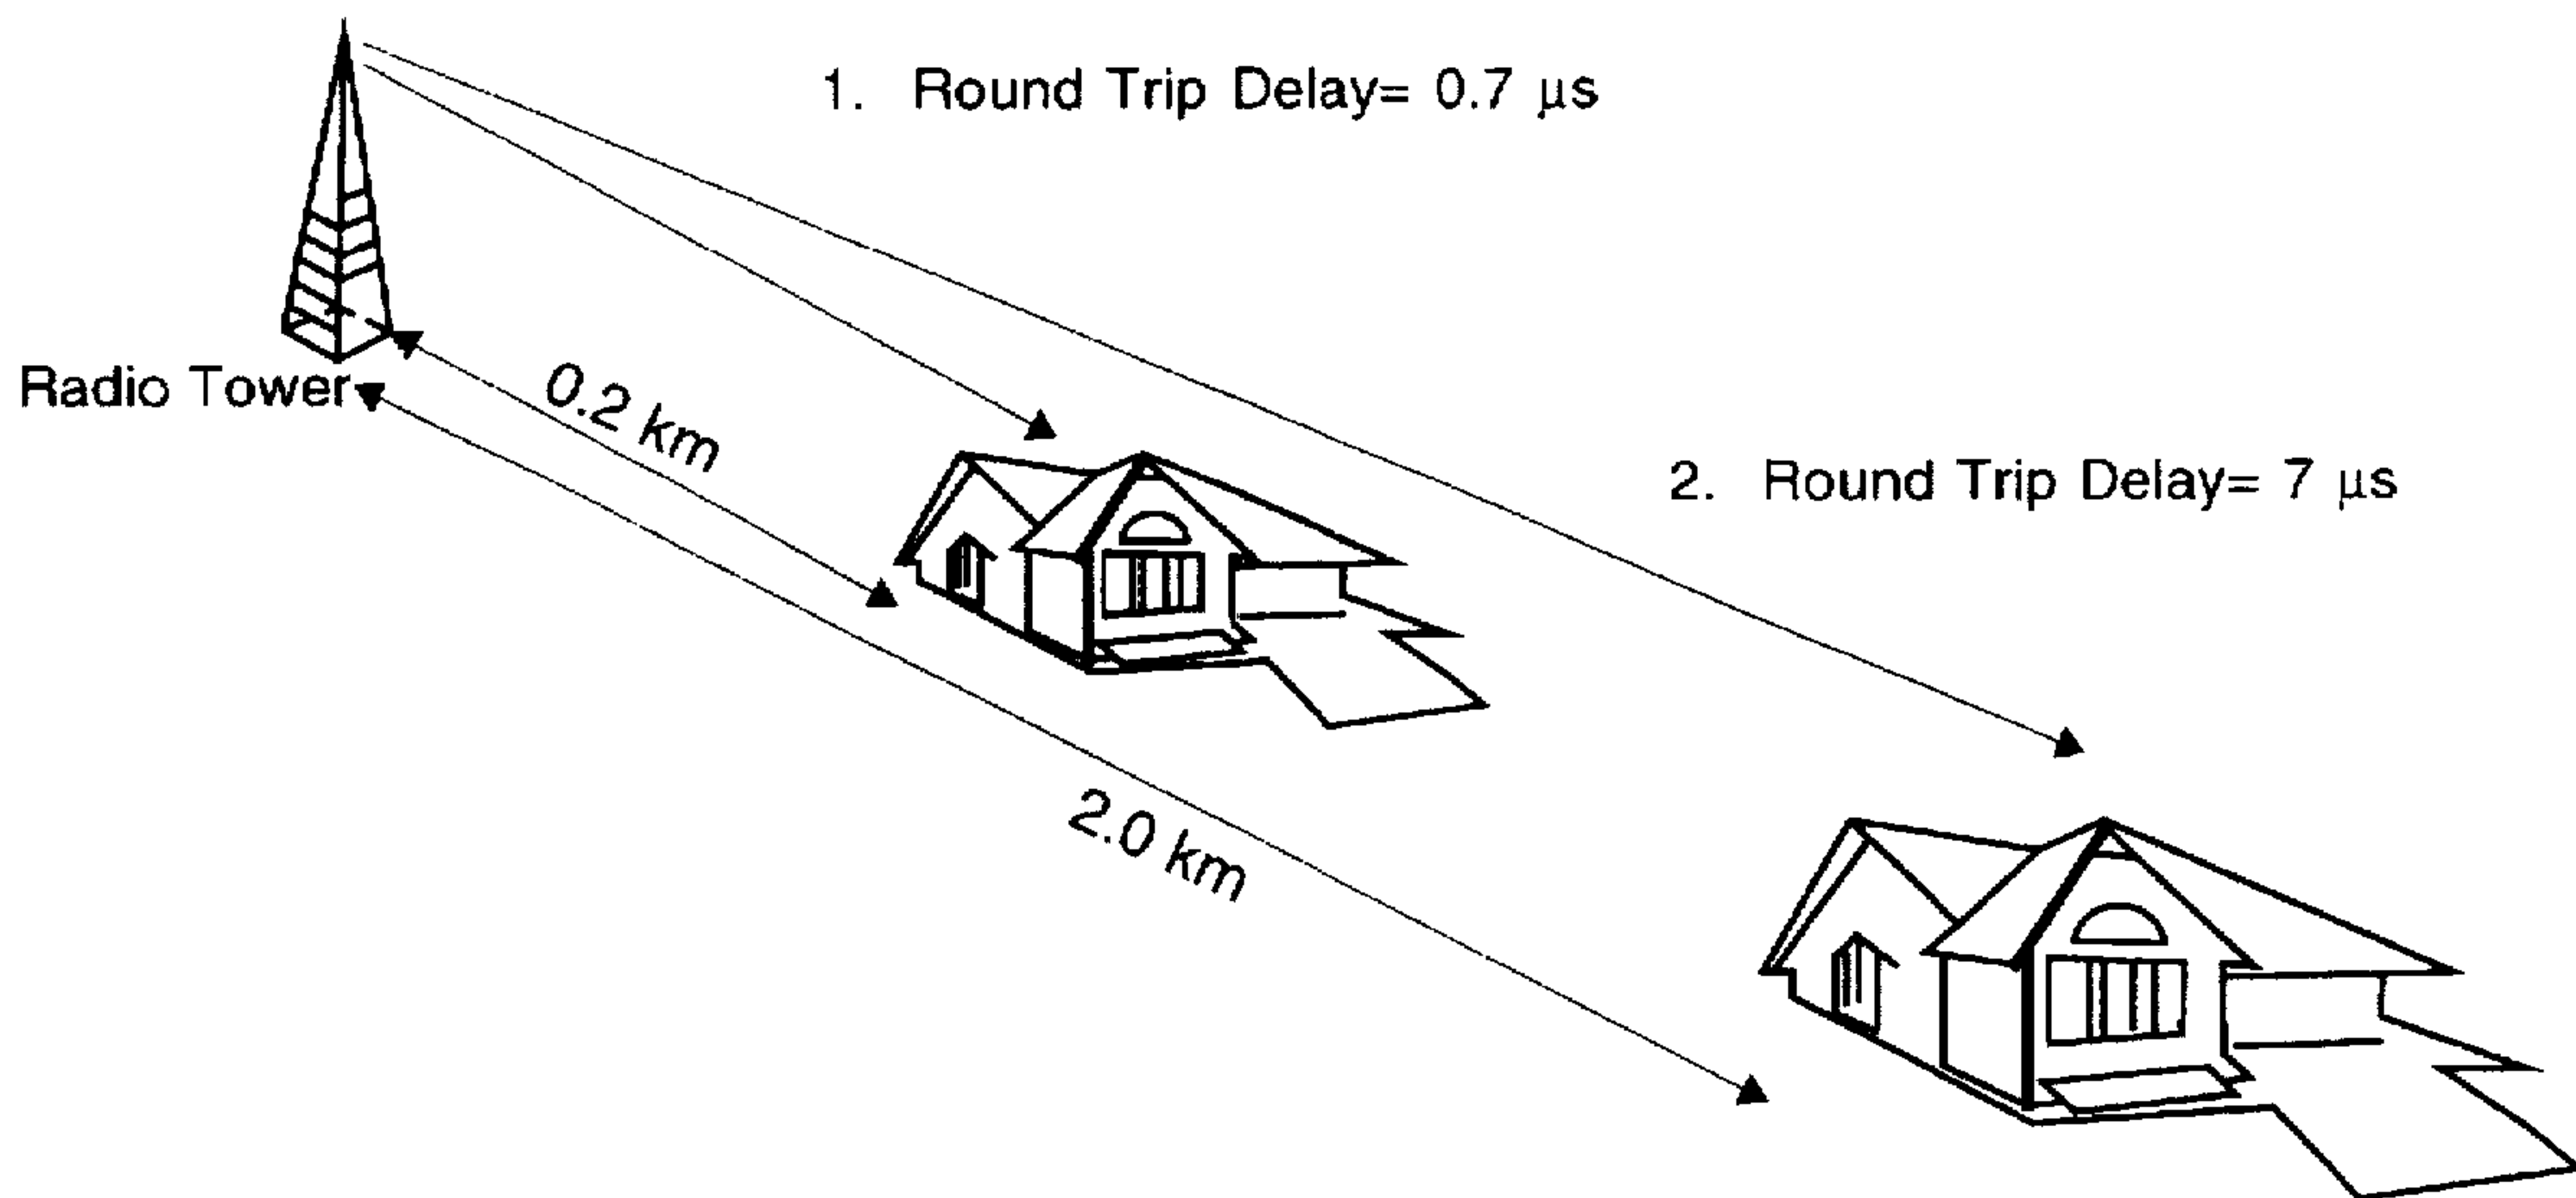 1. Round Trip Delay= 0.7 μs
Radio Tower
0.2 km
2. Round Trip Delay= 7 μs
2.0 km